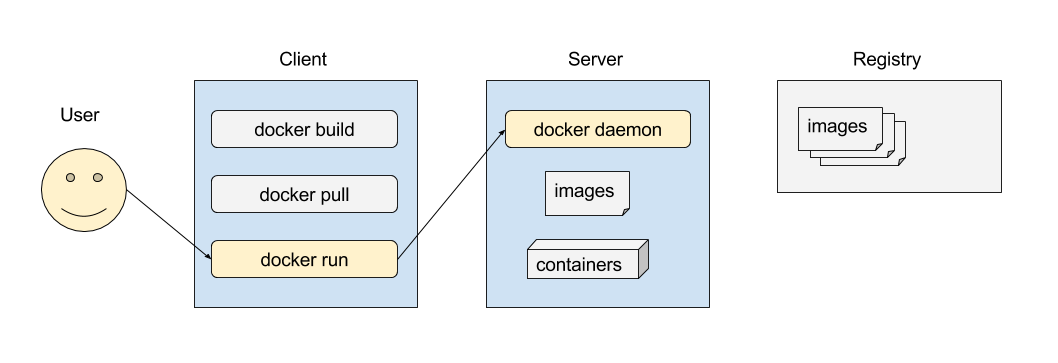 User
Client
docker build
docker pull
docker run
Server
docker daemon
images
containers
Registry
images